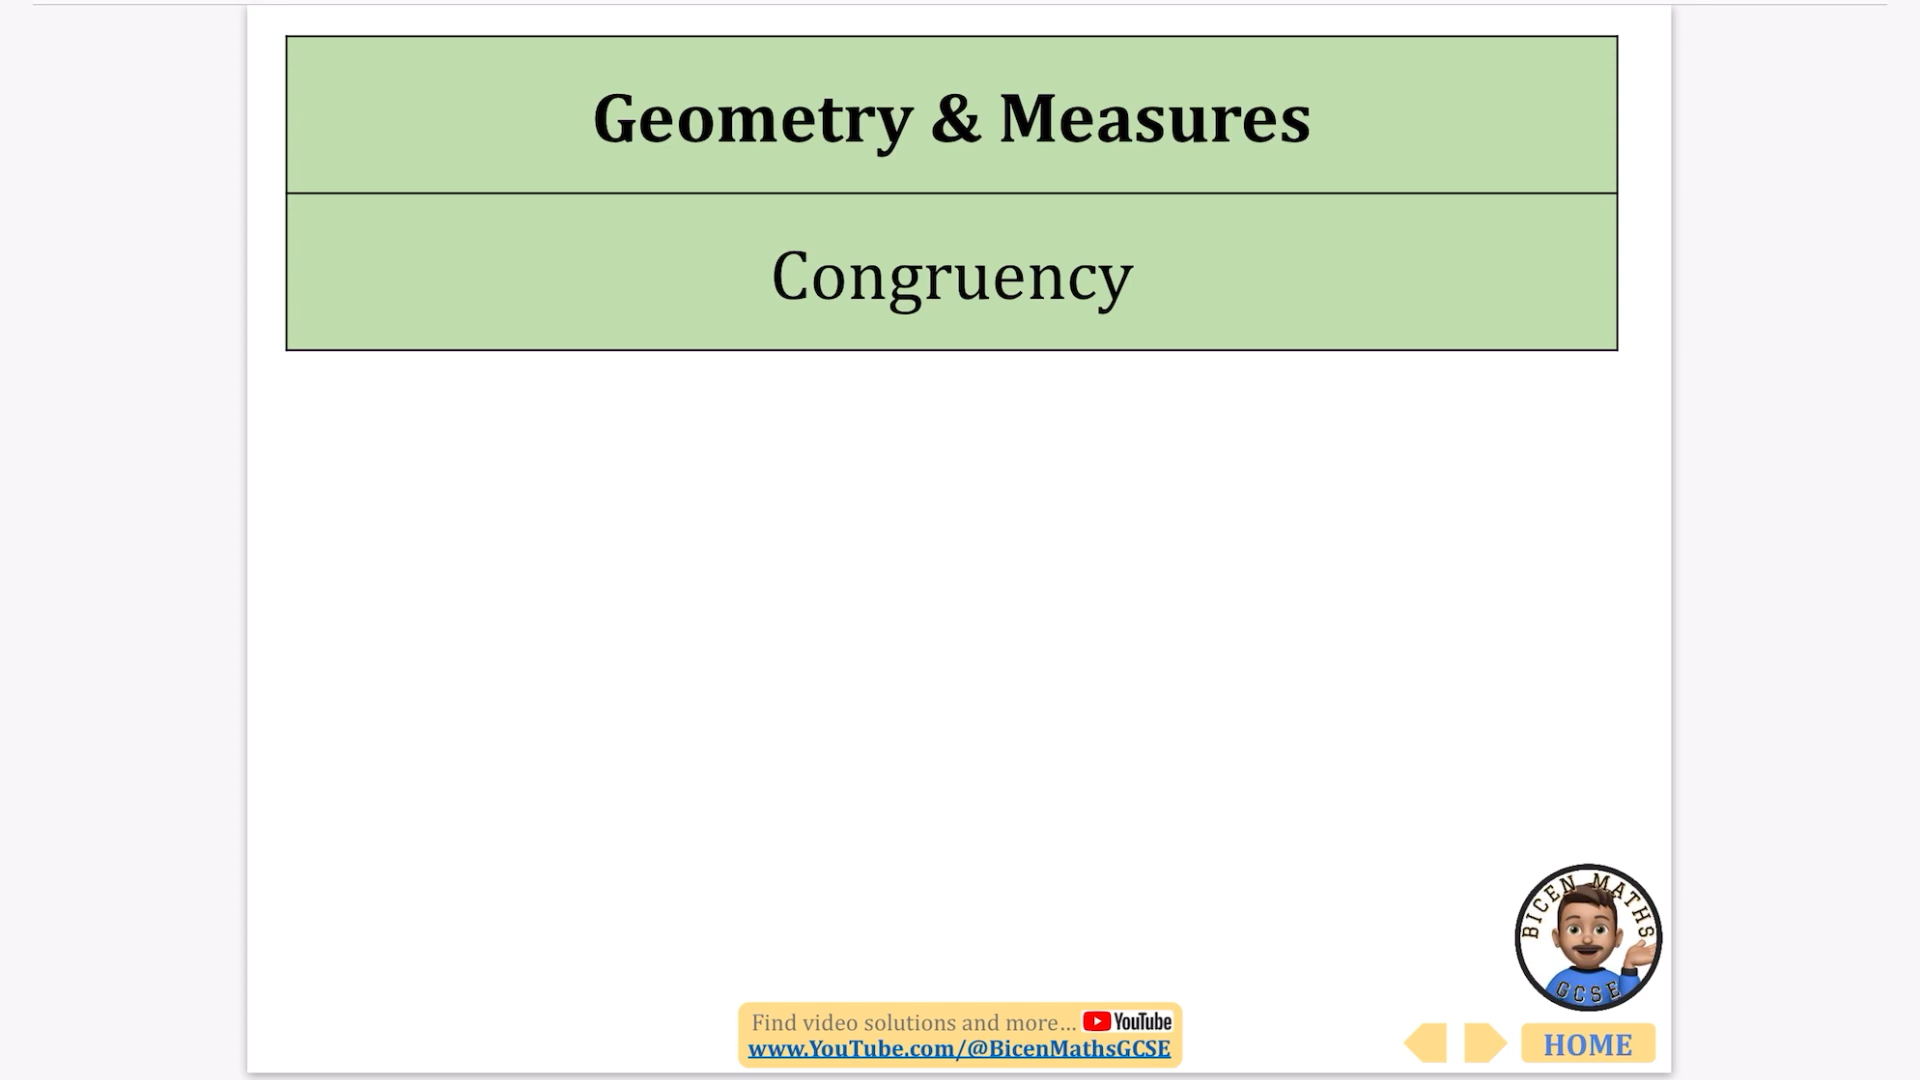 Geometry & Measures
Congruency
BICEN MATHS
GCSE
Find video solutions and more... YouTube
www.YouTube.com/@BicenMathsGCSE
HOME